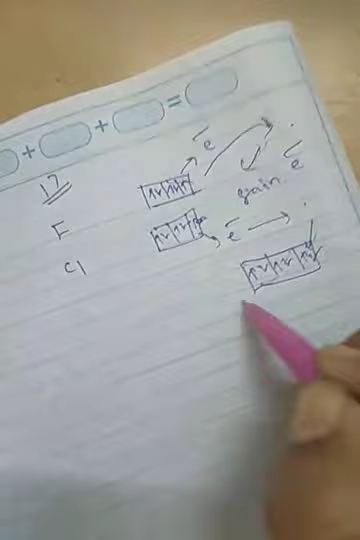 + + =
17
e̅
gain e̅
F
e̅
Cl